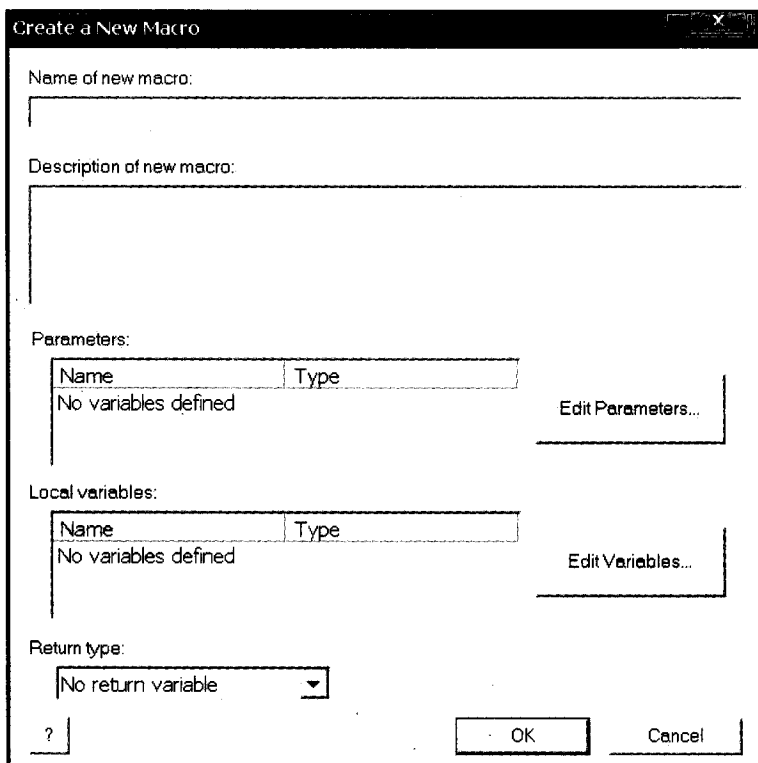 Create a New Macro X
Name of new macro:
Description of new macro:
Parameters:
Name Type
No variables defined
Edit Parameters...
Local variables:
Name Type
No variables defined
Edit Variables...
Return type:
No return variable
? OK Cancel